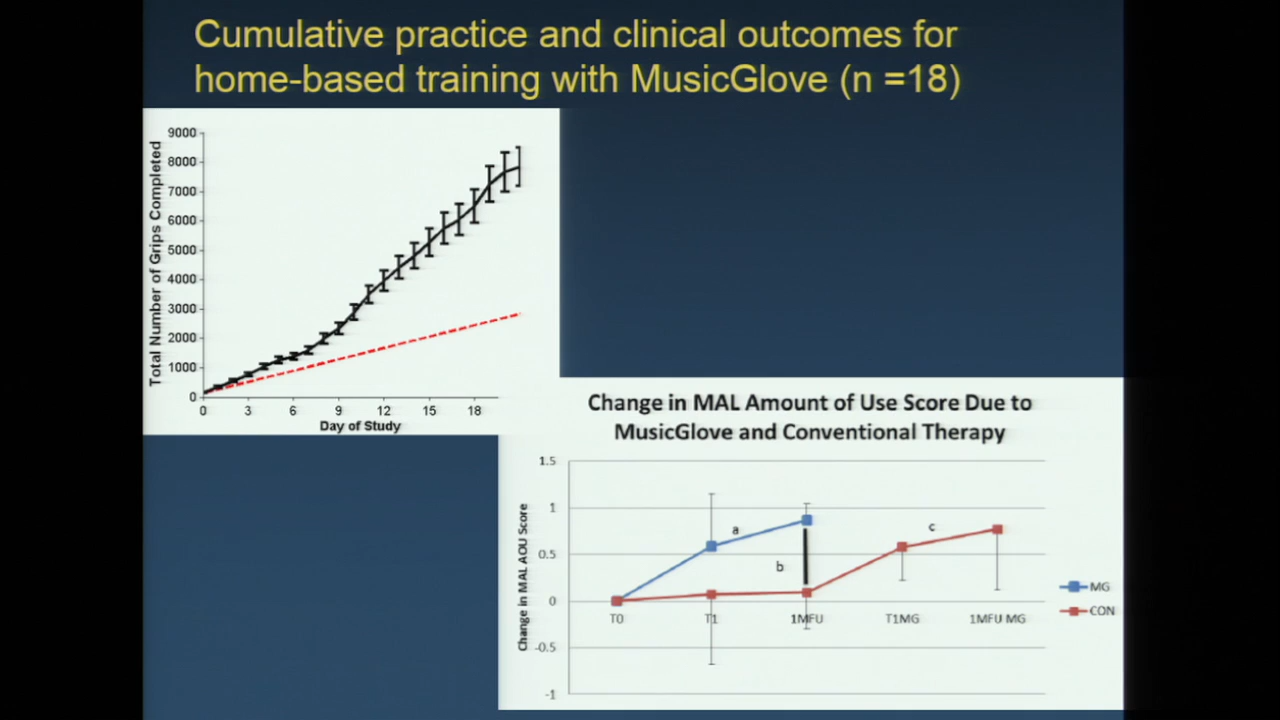 Cumulative practice and clinical outcomes for
home-based training with MusicGlove (n =18)
Total Number of Grips Completed
9000
8000
7000
6000
5000
4000
3000
2000
1000
0
0 3 6 9 12 15 18
Day of Study
Change in MAL Amount of Use Score Due to
MusicGlove and Conventional Therapy
Change in MAL AOU Score
1.5
1
0.5
0
-0.5
-1
a
b
c
T0 T1 1MFU T1MG 1MFU MG
MG
CON